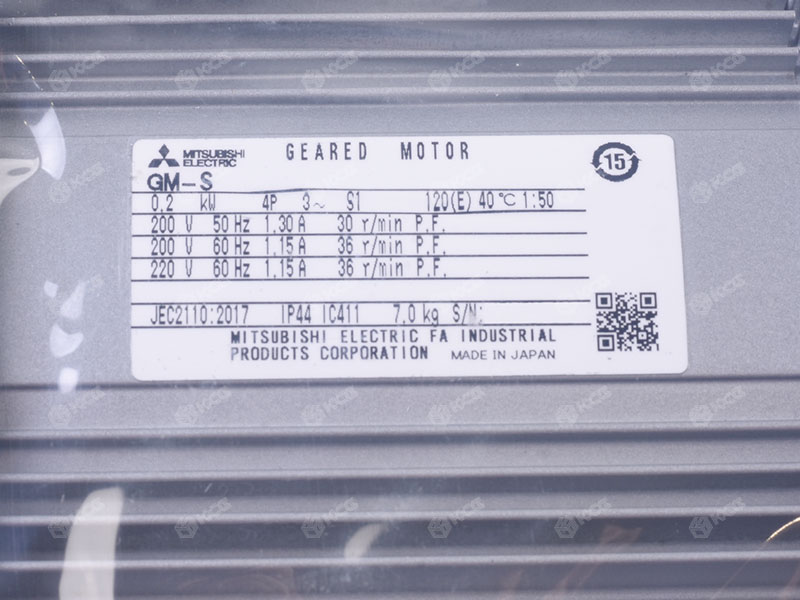 MITSUBISHI ELECTRIC GEARED MOTOR 15
GM-S
0.2 kW 4P 3~ S1 120(E) 40℃ 1:50
200 V 50 Hz 1.30 A 30 r/min P.F.
200 V 60 Hz 1.15 A 36 r/min P.F.
220 V 60 Hz 1.15 A 36 r/min P.F.
JEC2110:2017 IP44 IC411 7.0 kg S/N:
MITSUBISHI ELECTRIC FA INDUSTRIAL
PRODUCTS CORPORATION MADE IN JAPAN